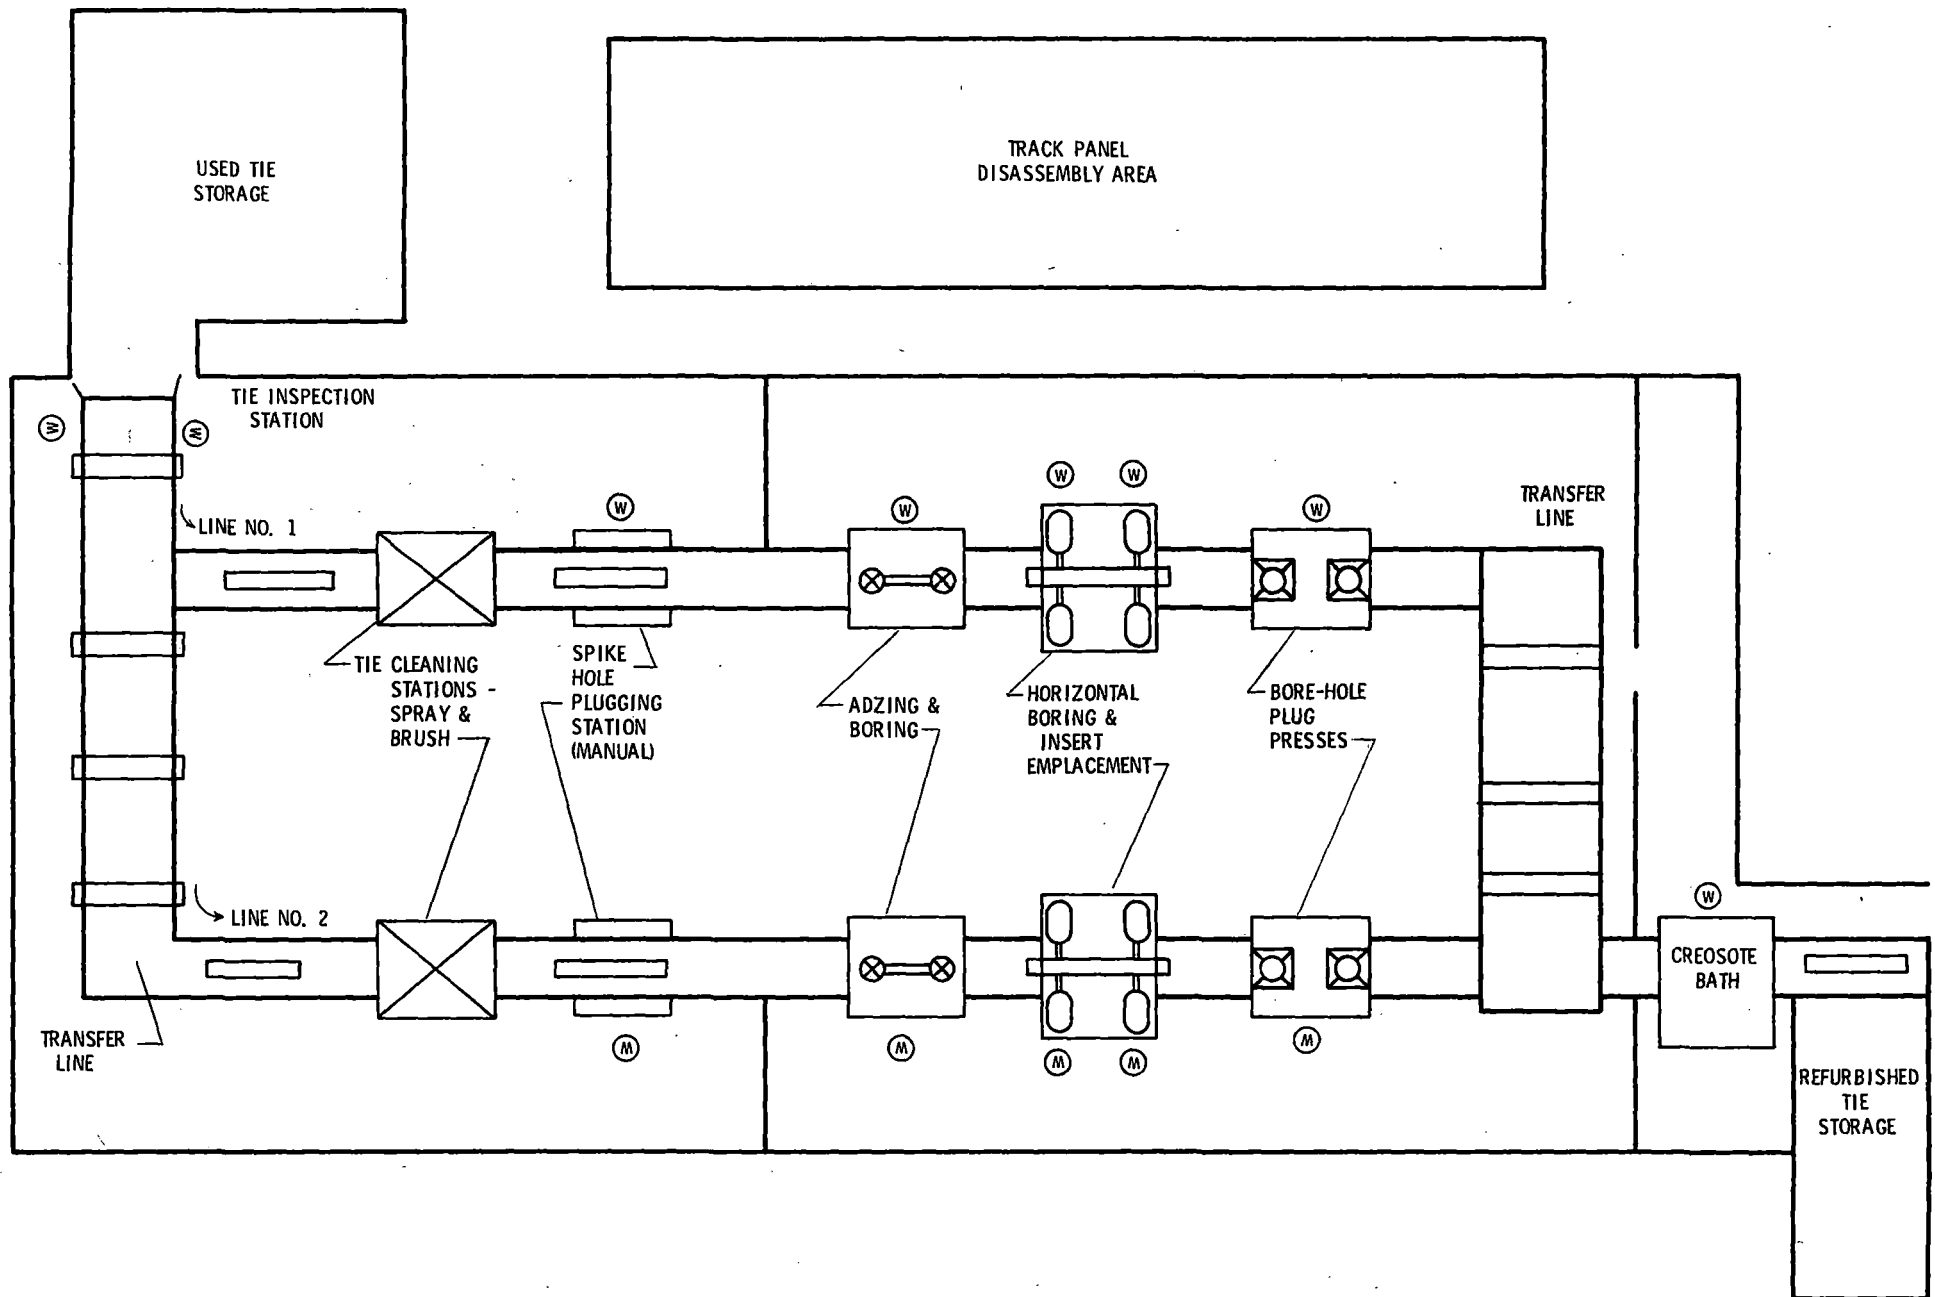 USED TIE
STORAGE
TRACK PANEL
DISASSEMBLY AREA
TIE INSPECTION
STATION
W
W
LINE NO. 1
W
W
W
W
W
TRANSFER
LINE
TIE CLEANING
STATIONS -
SPRAY &
BRUSH
SPIKE
HOLE
PLUGGING
STATION
(MANUAL)
ADZING &
BORING
HORIZONTAL
BORING &
INSERT
EMPLACEMENT
BORE-HOLE
PLUG
PRESSES
LINE NO. 2
W
CREOSOTE
BATH
TRANSFER
LINE
W
W
W
W
W
REFURBISHED
TIE
STORAGE